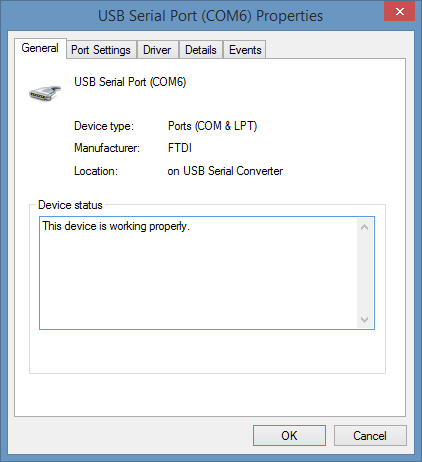 USB Serial Port (COM6) Properties
General Port Settings Driver Details Events
USB Serial Port (COM6)
Device type: Ports (COM & LPT)
Manufacturer: FTDI
Location: on USB Serial Converter
Device status
This device is working properly.
OK Cancel